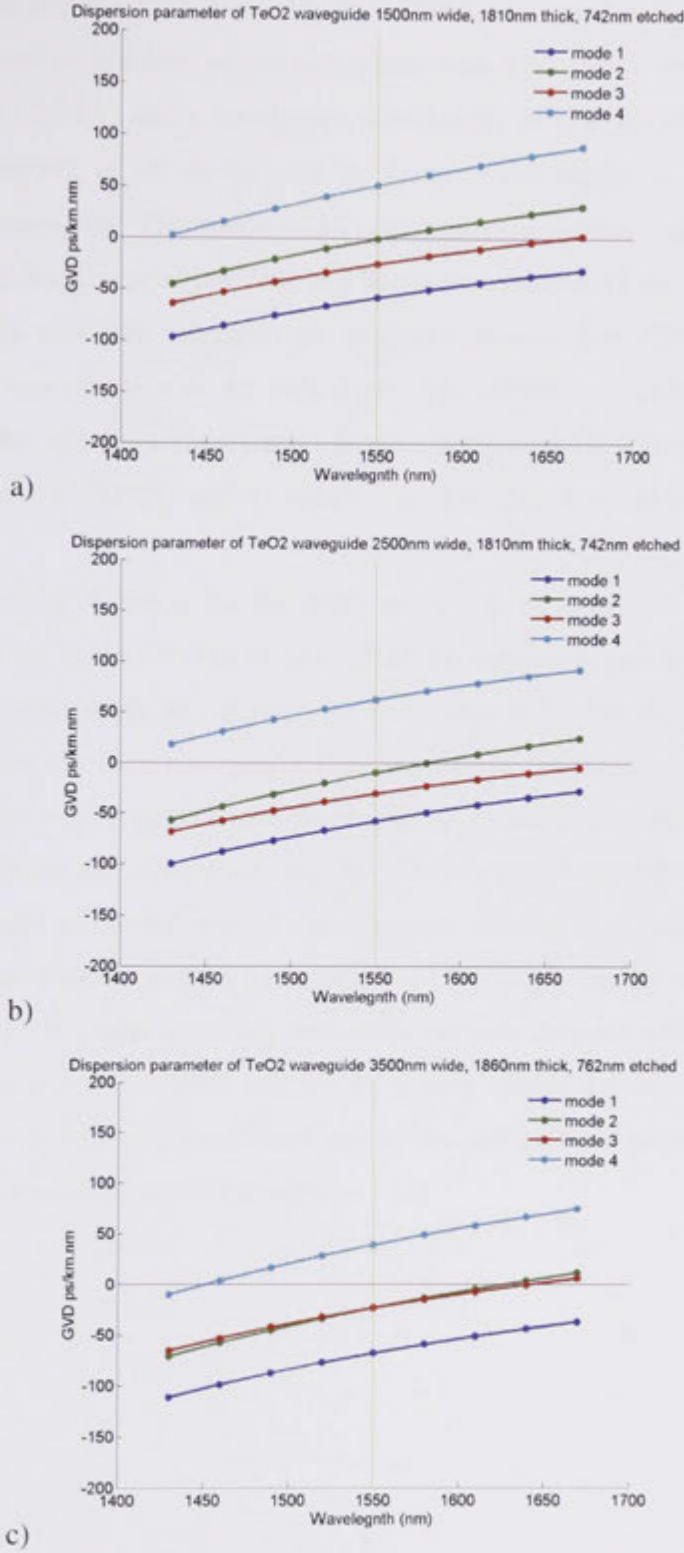 Dispersion parameter of TeO2 waveguide 1500nm wide, 1810nm thick, 742nm etched
200
150
100
50
0
-50
-100
-150
-200
GVD ps/km.nm
mode 1
mode 2
mode 3
mode 4
1400 1450 1500 1550 1600 1650 1700
Wavelegnth (nm)
a)
Dispersion parameter of TeO2 waveguide 2500nm wide, 1810nm thick, 742nm etched
200
150
100
50
0
-50
-100
-150
-200
GVD ps/km.nm
mode 1
mode 2
mode 3
mode 4
1400 1450 1500 1550 1600 1650 1700
Wavelegnth (nm)
b)
Dispersion parameter of TeO2 waveguide 3500nm wide, 1860nm thick, 762nm etched
200
150
100
50
0
-50
-100
-150
-200
GVD ps/km.nm
mode 1
mode 2
mode 3
mode 4
1400 1450 1500 1550 1600 1650 1700
Wavelegnth (nm)
c)